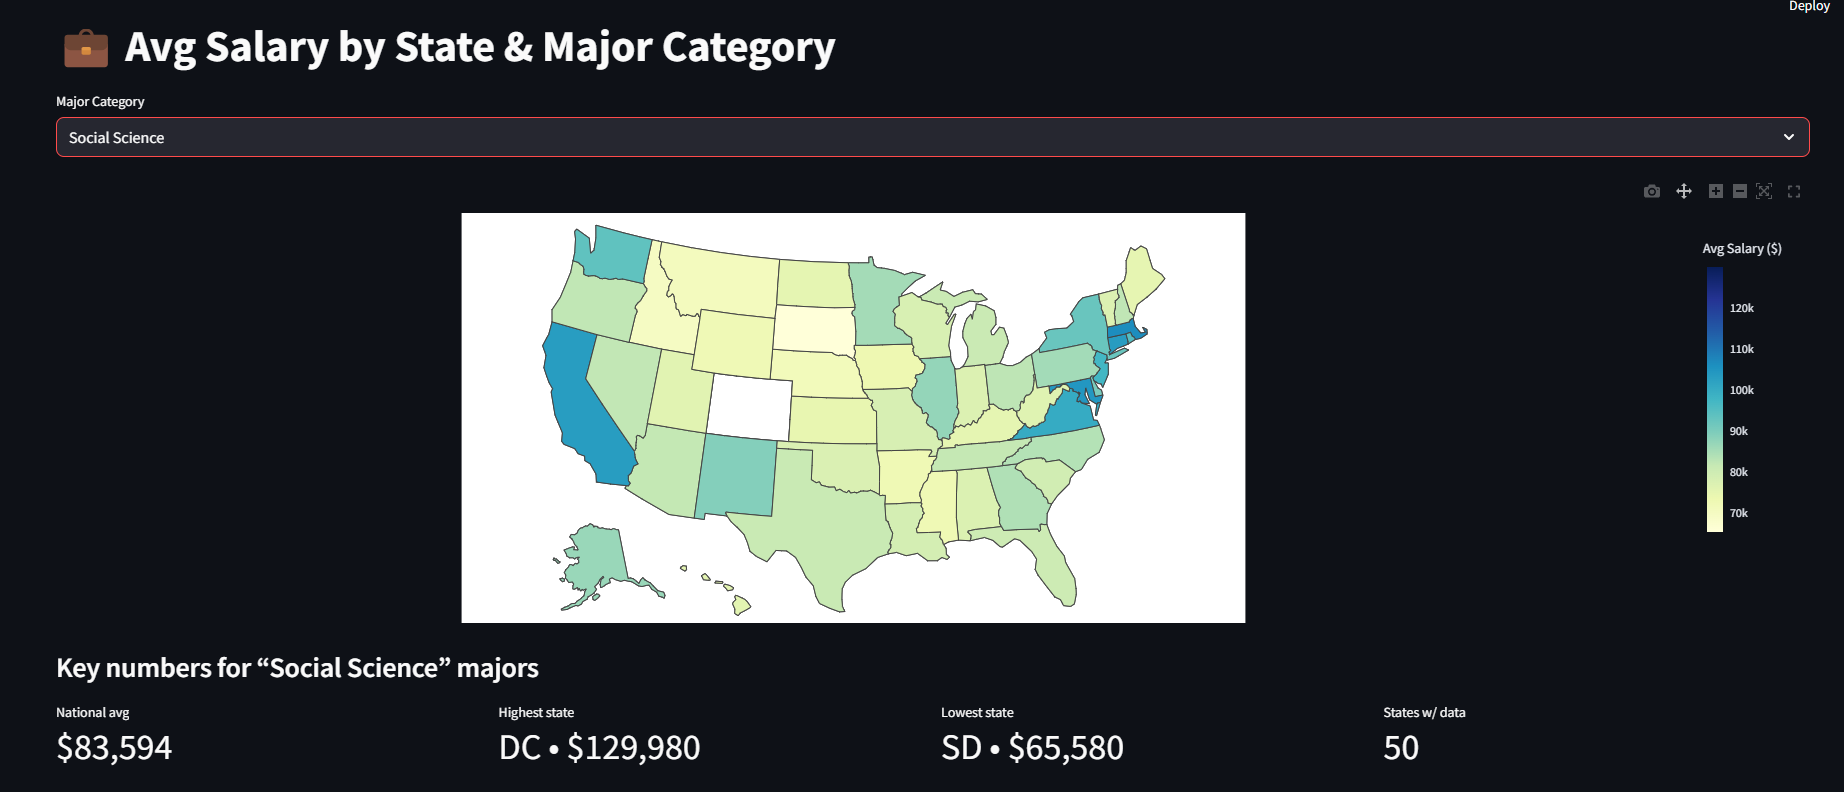 Deploy
Avg Salary by State & Major Category
Major Category
Social Science
Avg Salary ($)
120k
110k
100k
90k
80k
70k
Key numbers for “Social Science” majors
National avg
$83,594
Highest state
DC • $129,980
Lowest state
SD • $65,580
States w/ data
50